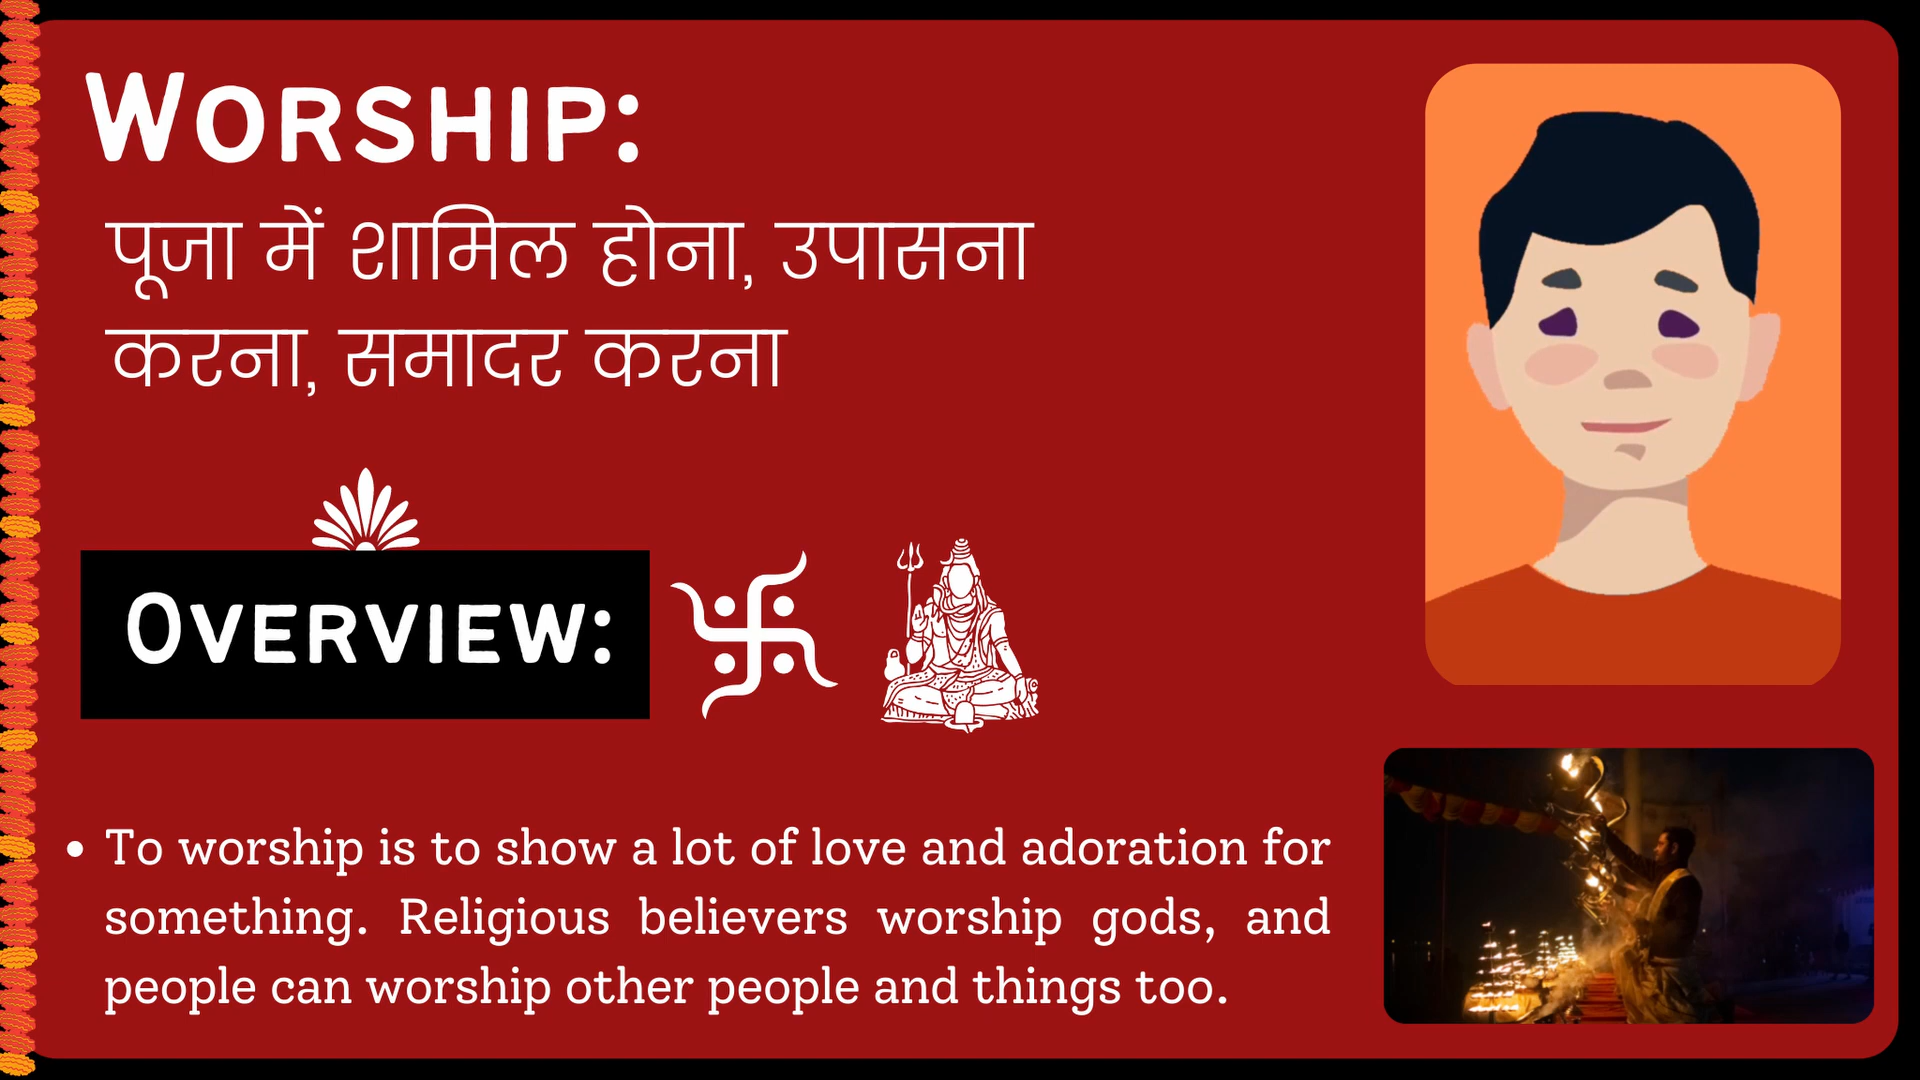 WORSHIP:
पूजा में शामिल होना, उपासना
करना, समादर करना
OVERVIEW:
• To worship is to show a lot of love and adoration for
something. Religious believers worship gods, and
people can worship other people and things too.